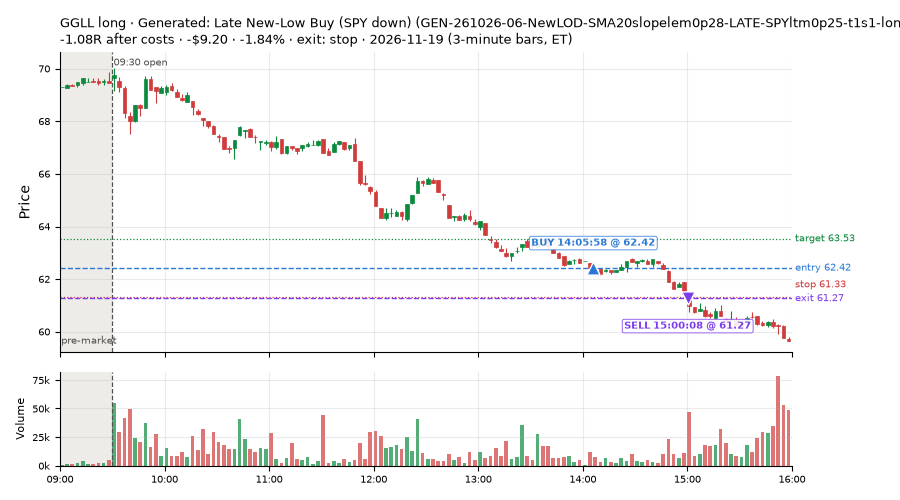 GGLL long · Generated: Late New-Low Buy (SPY down) (GEN-261026-06-NewLOD-SMA20slopelem0p28-LATE-SPYltm0p25-t1s1-lon
-1.08R after costs · -$9.20 · -1.84% · exit: stop · 2026-11-19 (3-minute bars, ET)
09:30 open
70
68
66
64
62
60
Price
target 63.53
BUY 14:05:58 @ 62.42
entry 62.42
stop 61.33
exit 61.27
SELL 15:00:08 @ 61.27
pre-market
75k
50k
25k
0k
Volume
09:00 10:00 11:00 12:00 13:00 14:00 15:00 16:00